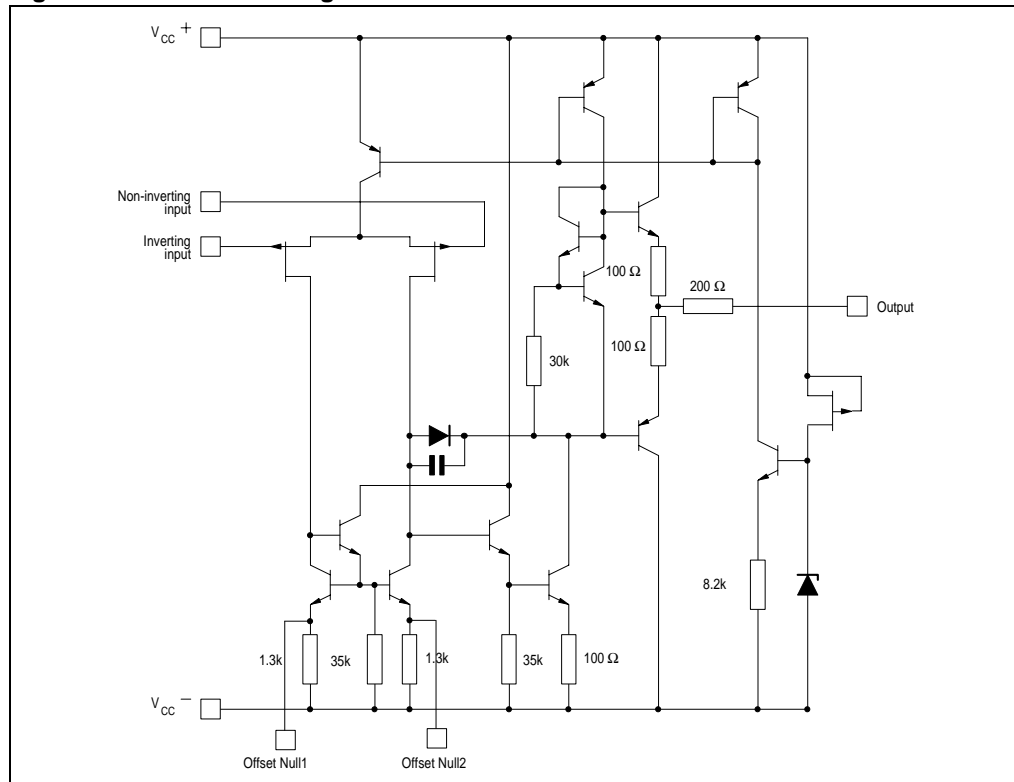 V CC +
Non-inverting
input
Inverting
input
100 Ω
200 Ω
Output
100 Ω
30k
8.2k
1.3k
35k
1.3k
35k
100 Ω
V CC −
Offset Null1
Offset Null2